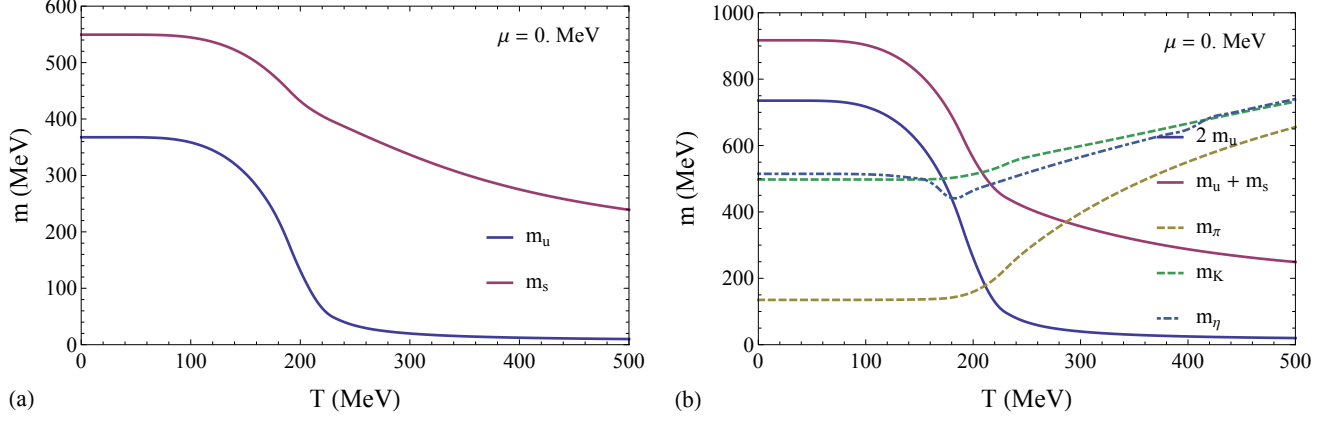 μ = 0. MeV
m (MeV)
600
500
400
300
200
100
0
m_u
m_s
0 100 200 300 400 500
T (MeV)
(a)
μ = 0. MeV
m (MeV)
1000
800
600
400
200
0
2 m_u
m_u + m_s
m_π
m_K
m_η
0 100 200 300 400 500
T (MeV)
(b)